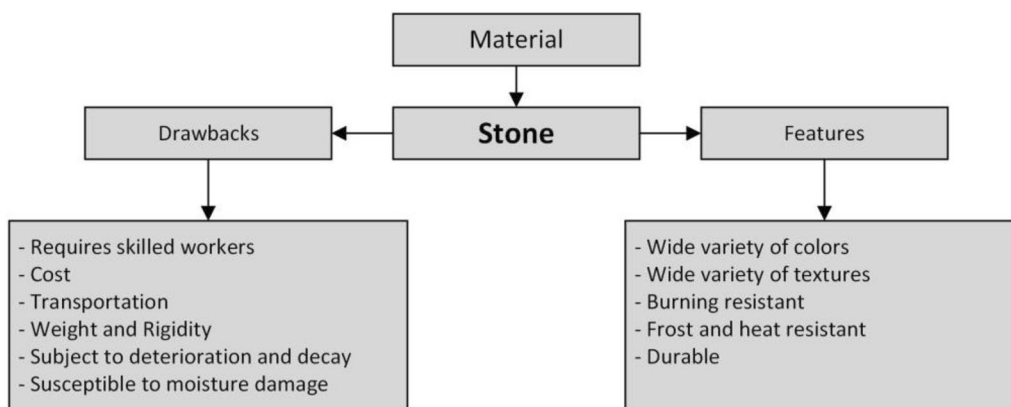 Material
Drawbacks
Stone
Features
- Requires skilled workers
- Cost
- Transportation
- Weight and Rigidity
- Subject to deterioration and decay
- Susceptible to moisture damage
- Wide variety of colors
- Wide variety of textures
- Burning resistant
- Frost and heat resistant
- Durable